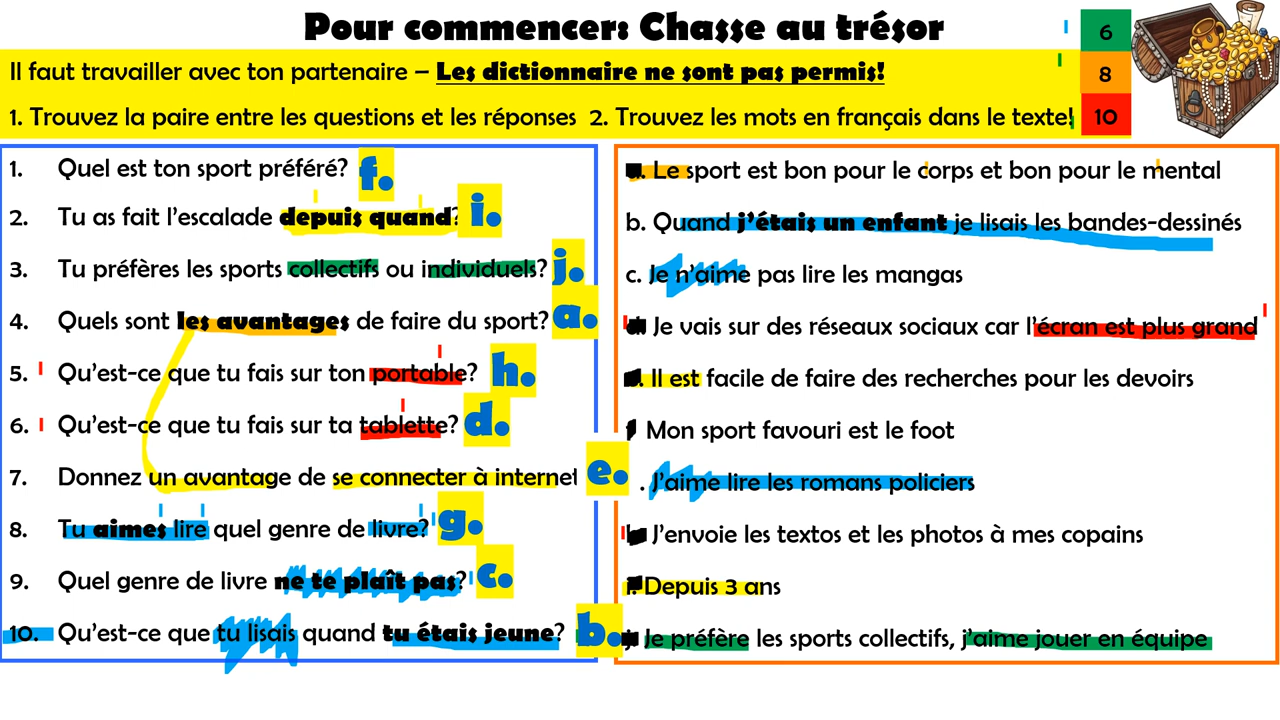 Pour commencer: Chasse au trésor
6
Il faut travailler avec ton partenaire – Les dictionnaire ne sont pas permis!
8
1. Trouvez la paire entre les questions et les réponses 2. Trouvez les mots en français dans le texte!
10
1. Quel est ton sport préféré? f.
2. Tu as fait l'escalade depuis quand? i.
3. Tu préfères les sports collectifs ou individuels? j.
4. Quels sont les avantages de faire du sport? a.
5. Qu'est-ce que tu fais sur ton portable? h.
6. Qu'est-ce que tu fais sur ta tablette? d.
7. Donnez un avantage de se connecter à internet e.
8. Tu aimes lire quel genre de livre? g.
9. Quel genre de livre ne te plaît pas? c.
10. Qu'est-ce que tu lisais quand tu étais jeune? b.
Le sport est bon pour le corps et bon pour le mental
b. Quand j'étais un enfant je lisais les bandes-dessinés
c. Je n'aime pas lire les mangas
Je vais sur des réseaux sociaux car l'écran est plus grand
Il est facile de faire des recherches pour les devoirs
Mon sport favouri est le foot
. J'aime lire les romans policiers
J'envoie les textos et les photos à mes copains
Depuis 3 ans
Je préfère les sports collectifs, j'aime jouer en équipe